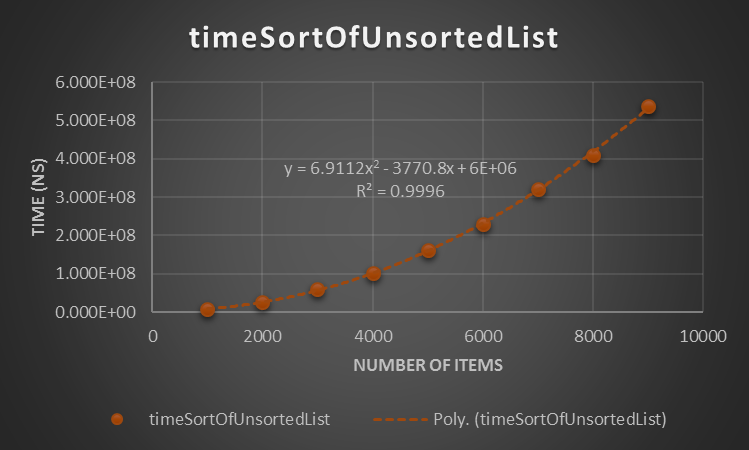 timeSortOfUnsortedList
6.000E+08
5.000E+08
4.000E+08
3.000E+08
2.000E+08
1.000E+08
0.000E+00
TIME (NS)
y = 6.9112x² - 3770.8x + 6E+06
R² = 0.9996
0 2000 4000 6000 8000 10000
NUMBER OF ITEMS
timeSortOfUnsortedList Poly. (timeSortOfUnsortedList)